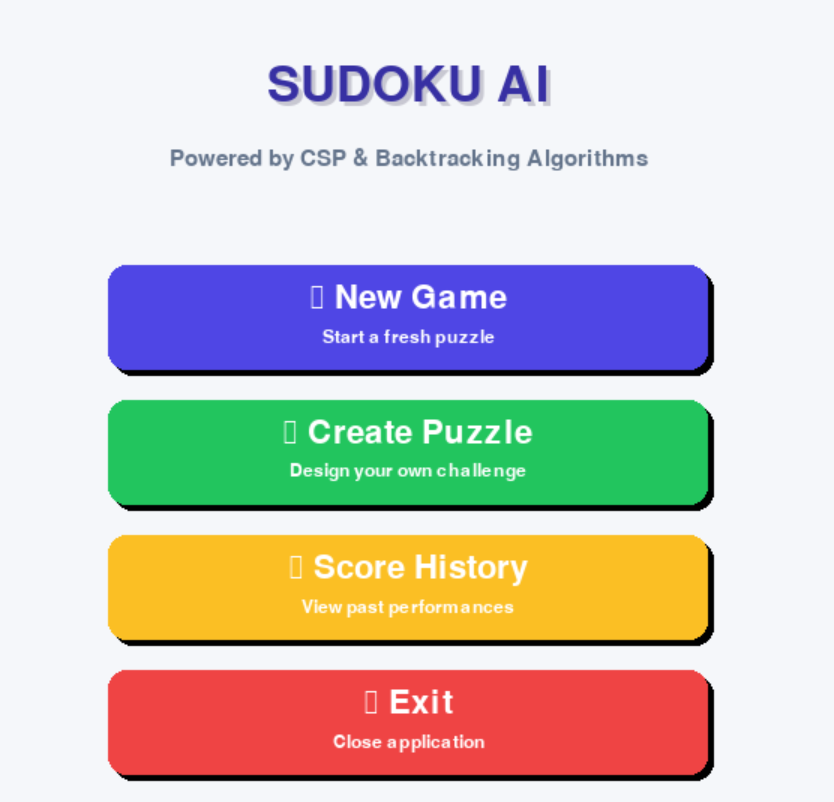 SUDOKU AI
Powered by CSP & Backtracking Algorithms
New Game
Start a fresh puzzle
Create Puzzle
Design your own challenge
Score History
View past performances
Exit
Close application